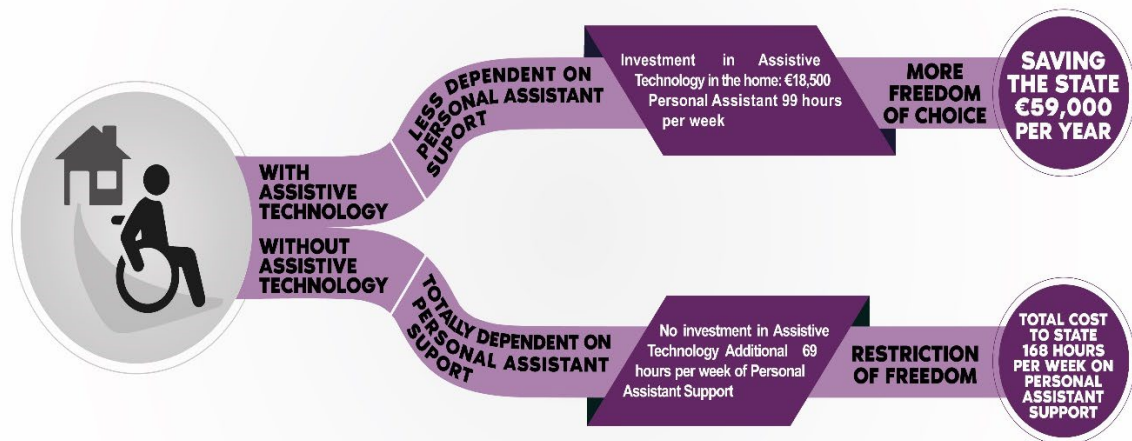 WITH
ASSISTIVE
TECHNOLOGY
LESS DEPENDENT ON
PERSONAL ASSISTANT
SUPPORT
Investment in Assistive
Technology in the home: €18,500
Personal Assistant 99 hours
per week
MORE
FREEDOM
OF CHOICE
SAVING
THE STATE
€59,000
PER YEAR
WITHOUT
ASSISTIVE
TECHNOLOGY
TOTALLY DEPENDENT ON
PERSONAL ASSISTANT
SUPORT
No investment in Assistive
Technology Additional 69
hours per week of Personal
Assistant Support
RESTRICTION
OF FREEDOM
TOTAL COST
TO STATE
168 HOURS
PER WEEK ON
PERSONAL
ASSISTANT
SUPPORT